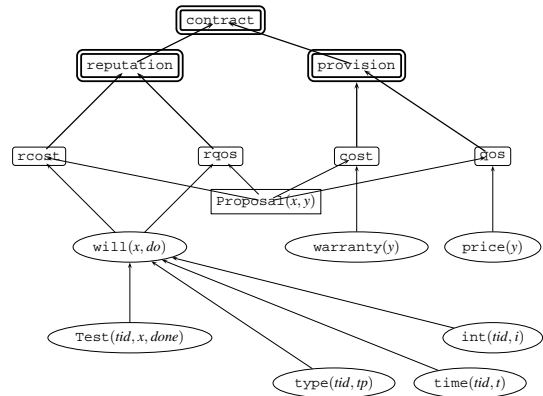 contract
reputation
provision
rcost
rqos
cost
qos
Proposal(x, y)
will(x, do)
warranty(y)
price(y)
Test(tid, x, done)
int(tid, i)
type(tid, tp)
time(tid, t)